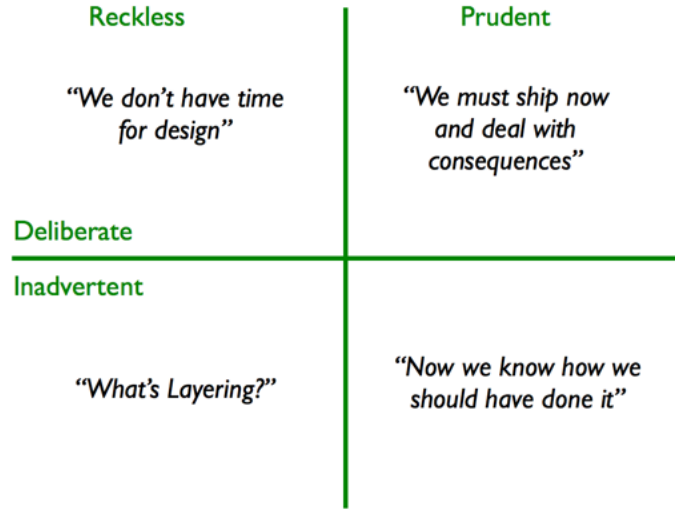 Reckless
Prudent
“We don’t have time
for design”
“We must ship now
and deal with
consequences”
Deliberate
Inadvertent
“What’s Layering?”
“Now we know how we
should have done it”